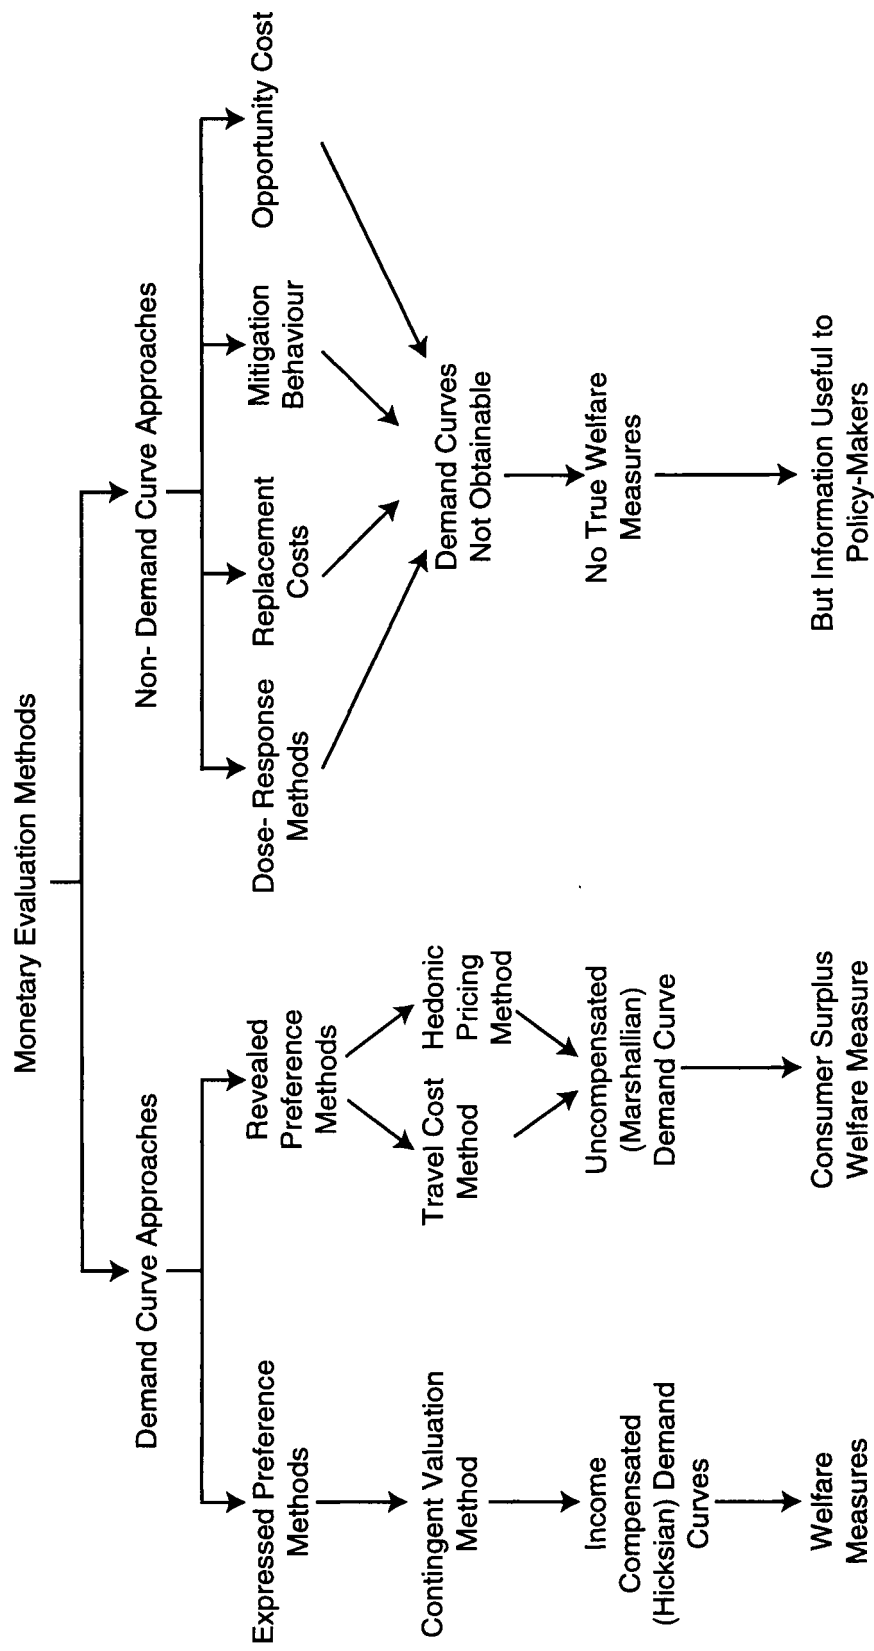 Monetary Evaluation Methods
Demand Curve Approaches
Non- Demand Curve Approaches
Expressed Preference
Methods
Revealed
Preference
Methods
Dose- Response
Methods
Replacement
Costs
Mitigation
Behaviour
Opportunity Cost
Contingent Valuation
Method
Travel Cost
Method
Hedonic
Pricing
Method
Demand Curves
Not Obtainable
Income
Compensated
(Hicksian) Demand
Curves
Uncompensated
(Marshallian)
Demand Curve
No True Welfare
Measures
Welfare
Measures
Consumer Surplus
Welfare Measure
But Information Useful to
Policy-Makers